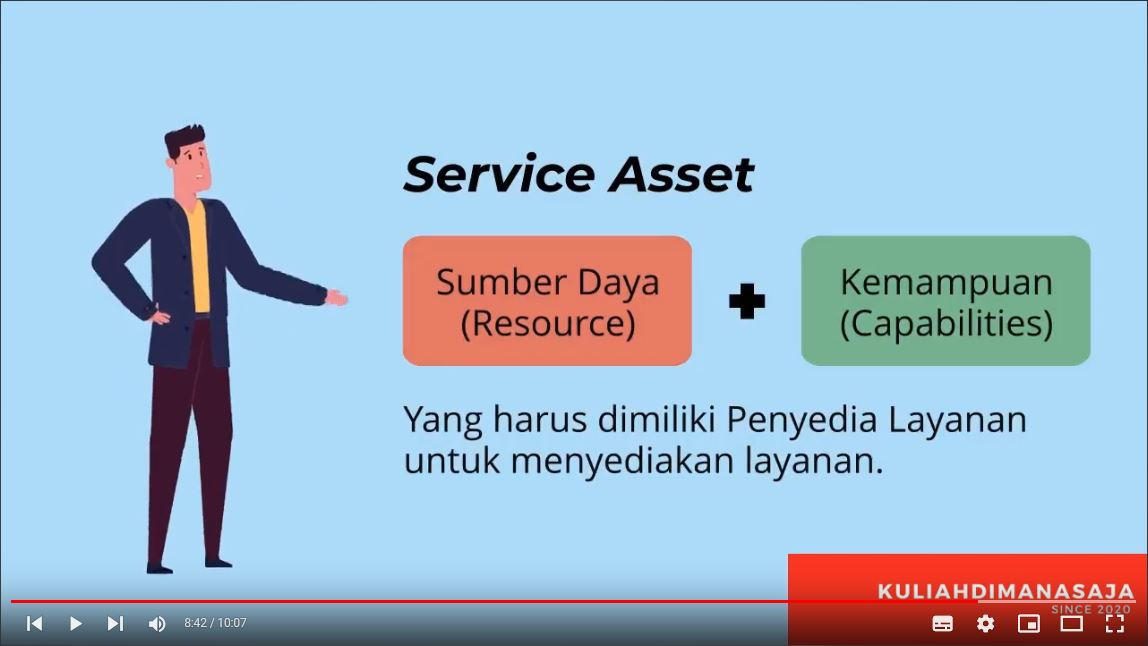 Service Asset
Sumber Daya
(Resource)
Kemampuan
(Capabilities)
Yang harus dimiliki Penyedia Layanan
untuk menyediakan layanan.
KULIAHDIMANASAJA
SINCE 2020
8:42 / 10:07